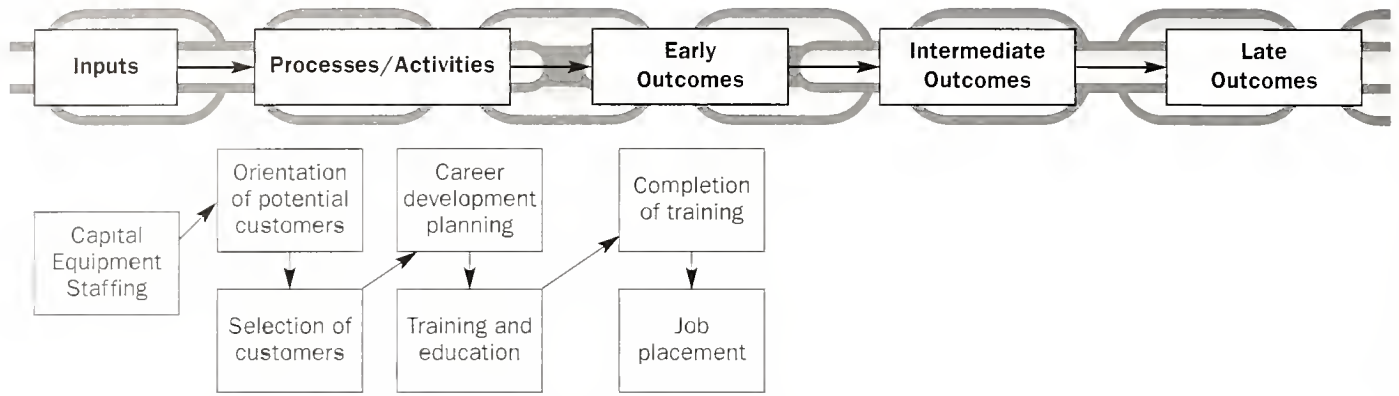 Inputs
Processes/Activities
Early
Outcomes
Intermediate
Outcomes
Late
Outcomes
Capital
Equipment
Staffing
Orientation
of potential
customers
Selection of
customers
Career
development
planning
Training and
education
Completion
of training
Job
placement